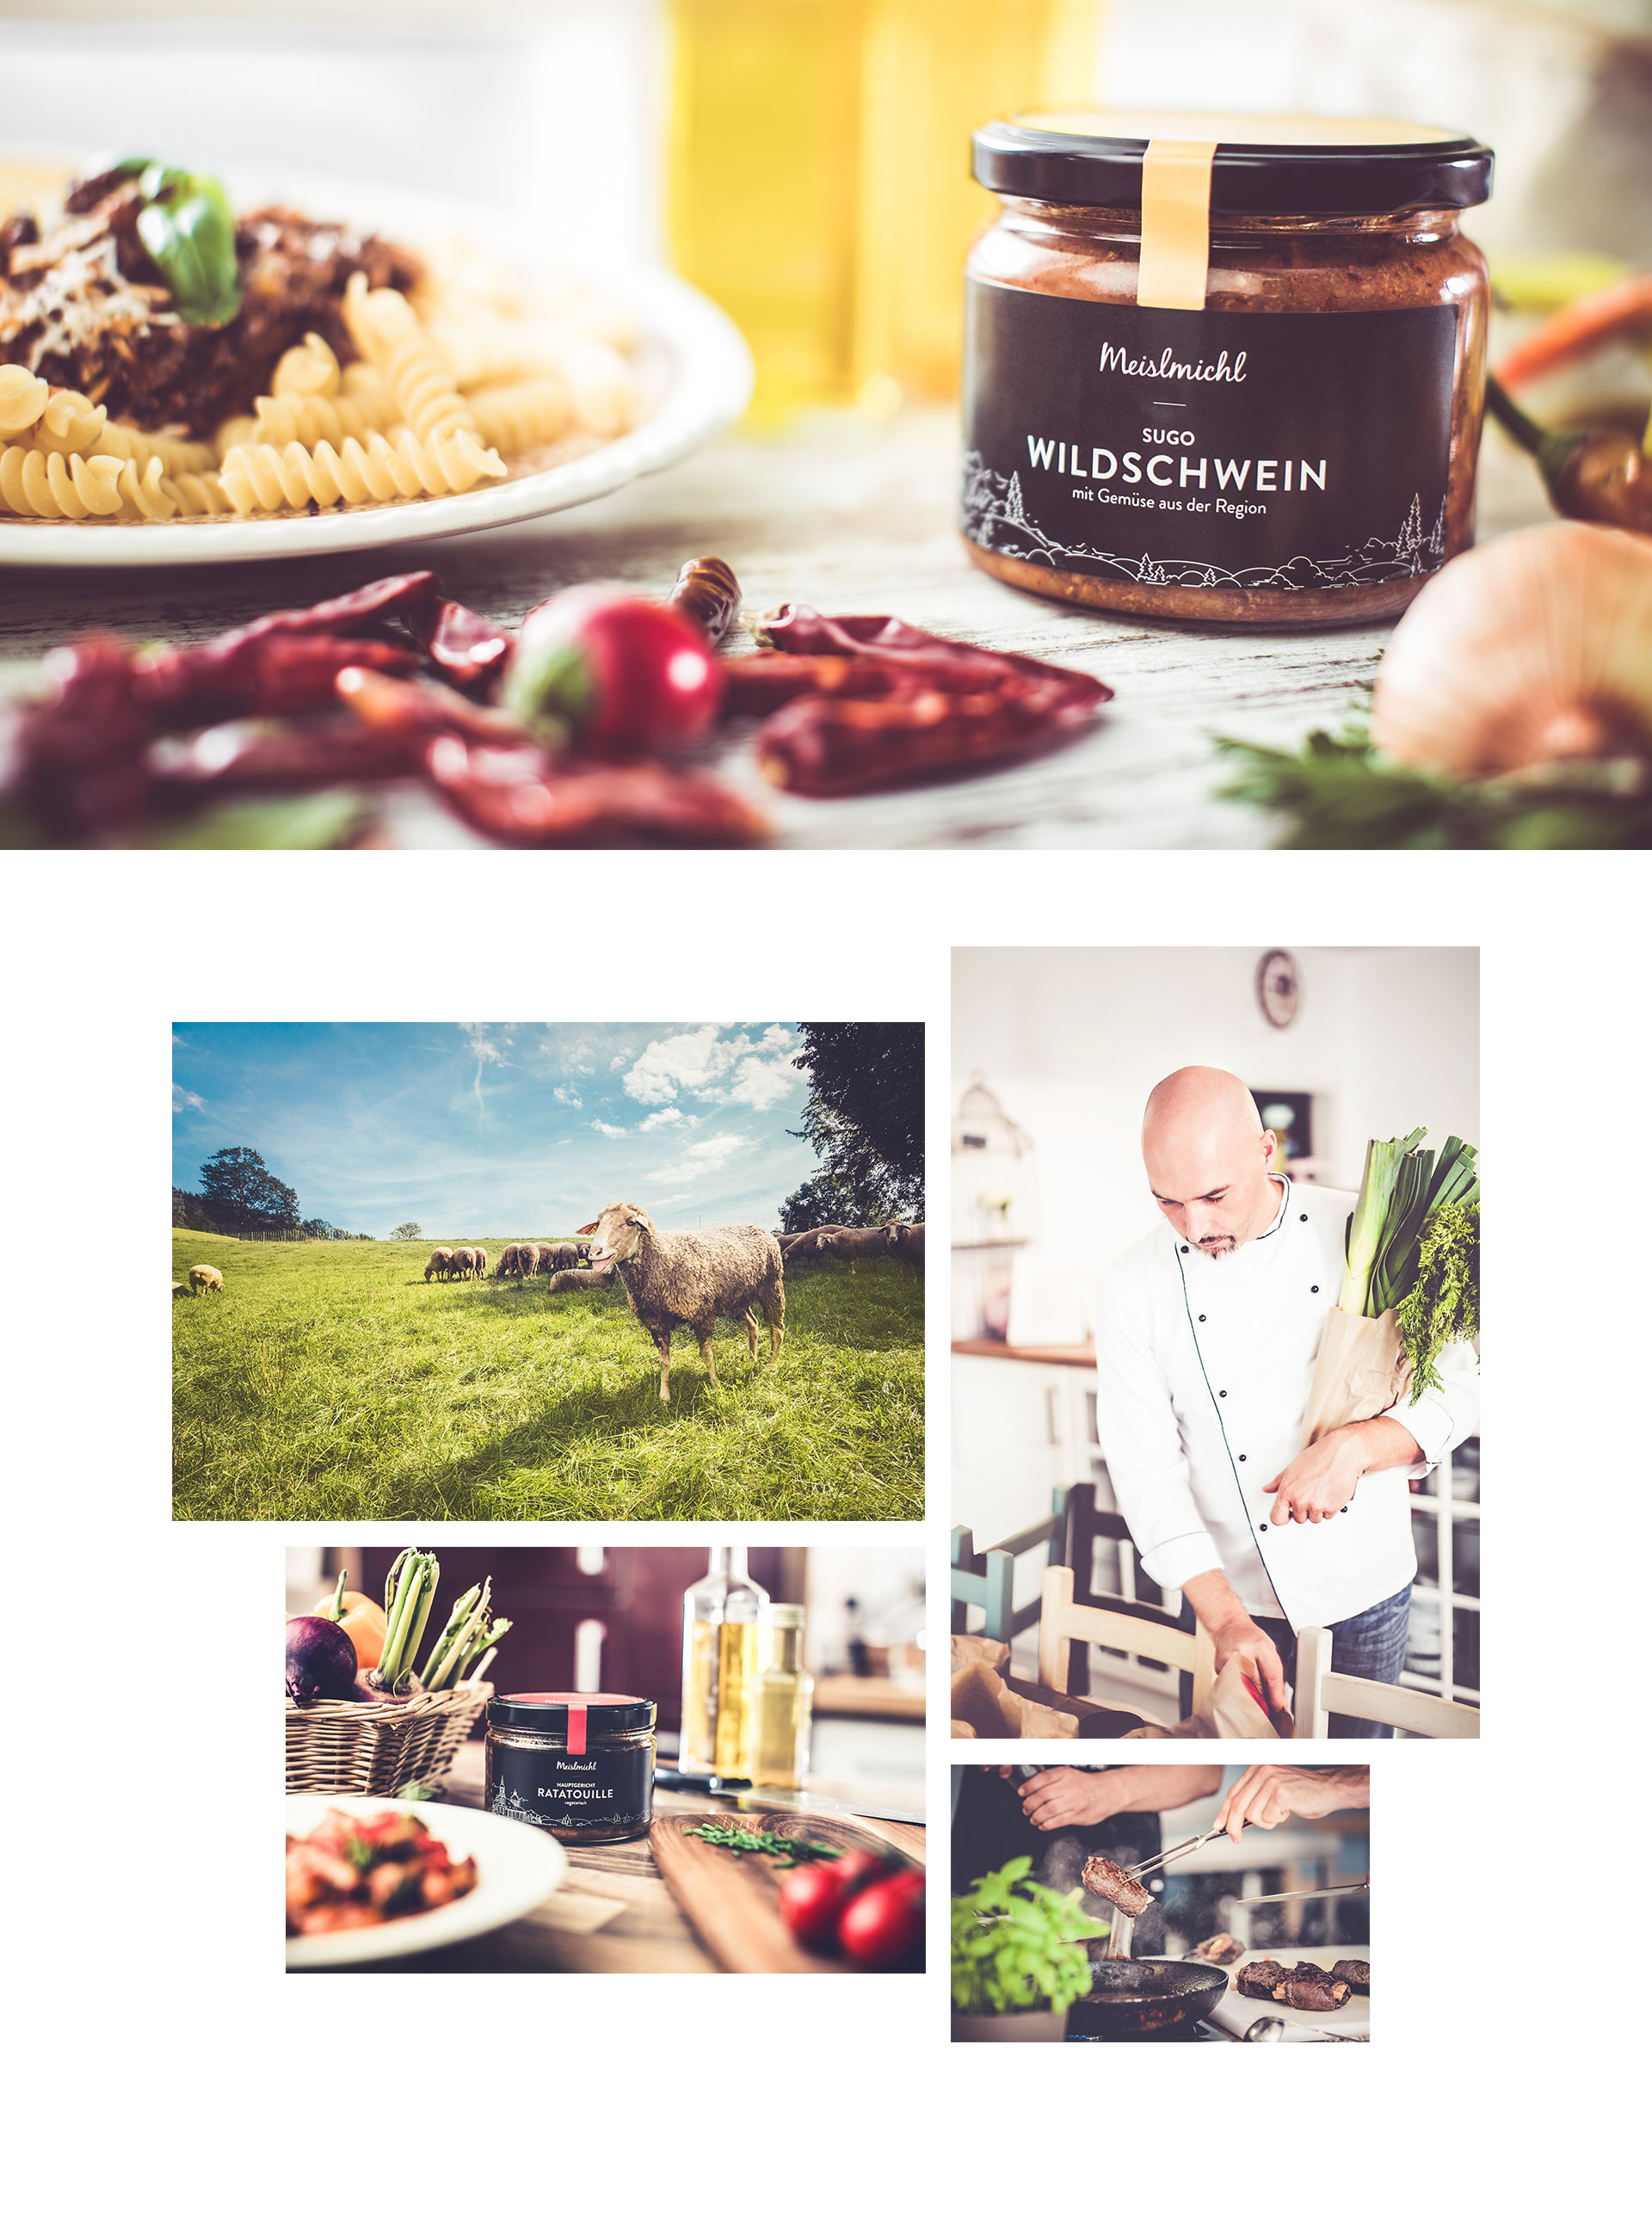 Meislmichl
SUGO
WILDSCHWEIN
mit Gemüse aus der Region
Meislmichl
HAUPTGERICHT
RATATOUILLE
vegetarisch